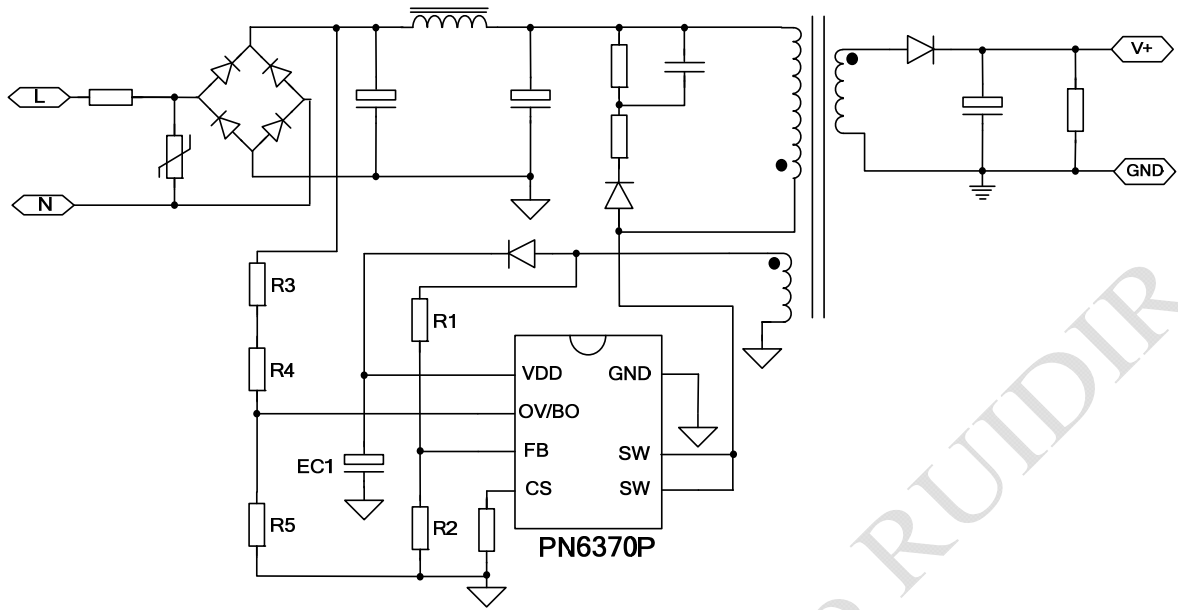 L
V+
GND
N
R3
R1
R4
VDD
GND
OV/BO
FB
SW
EC1
CS
SW
R5
R2
PN6370P
RUIDIR